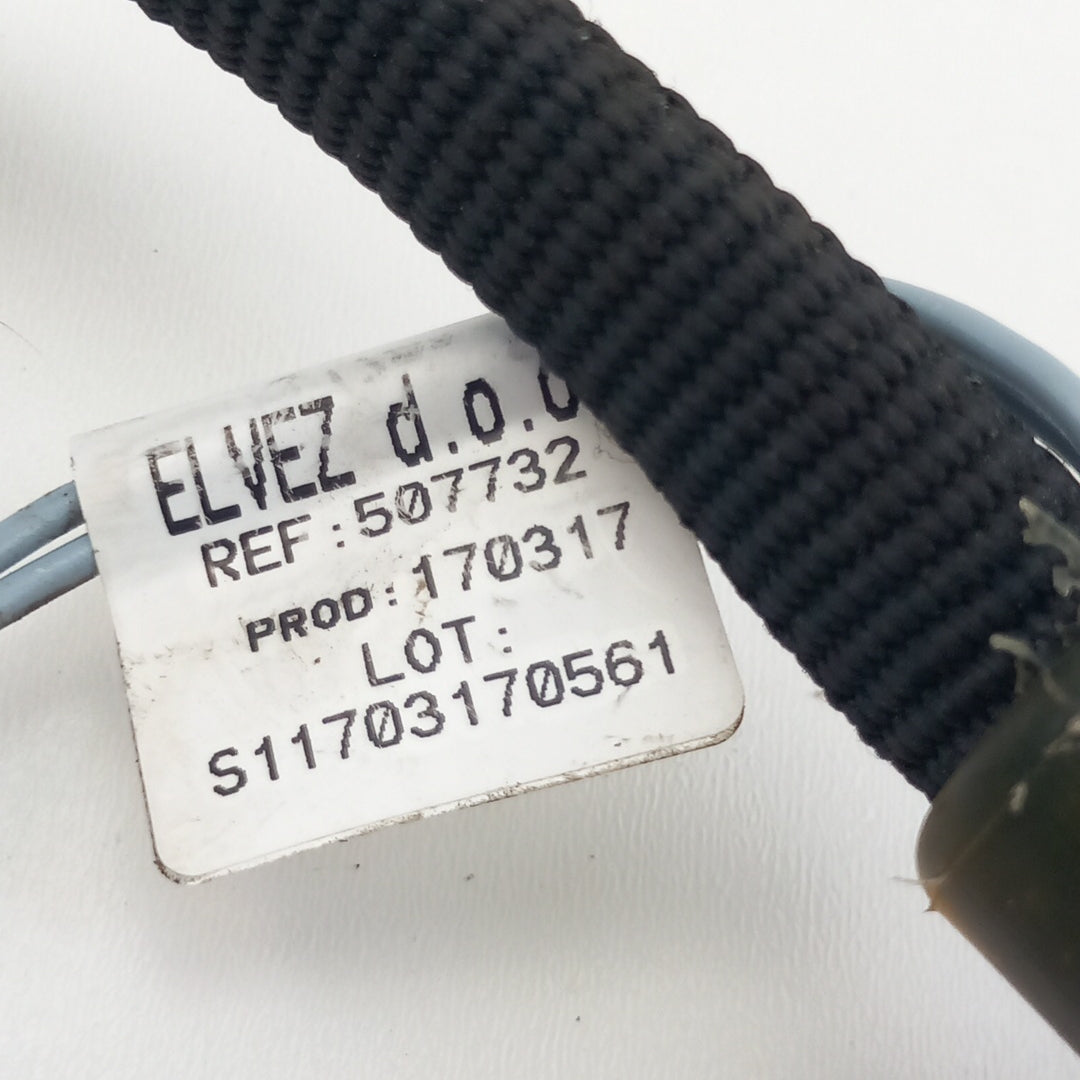 ELVEZ d.o.o
REF:507732
PROD:170317
LOT:
S11703170561